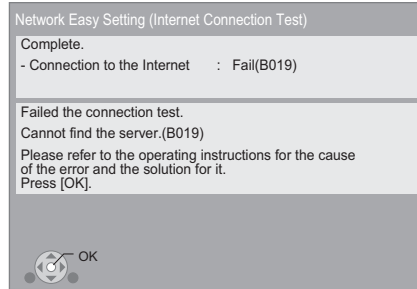 Network Easy Setting (Internet Connection Test)
Complete.
- Connection to the Internet : Fail(B019)
Failed the connection test.
Cannot find the server.(B019)
Please refer to the operating instructions for the cause
of the error and the solution for it.
Press [OK].
OK